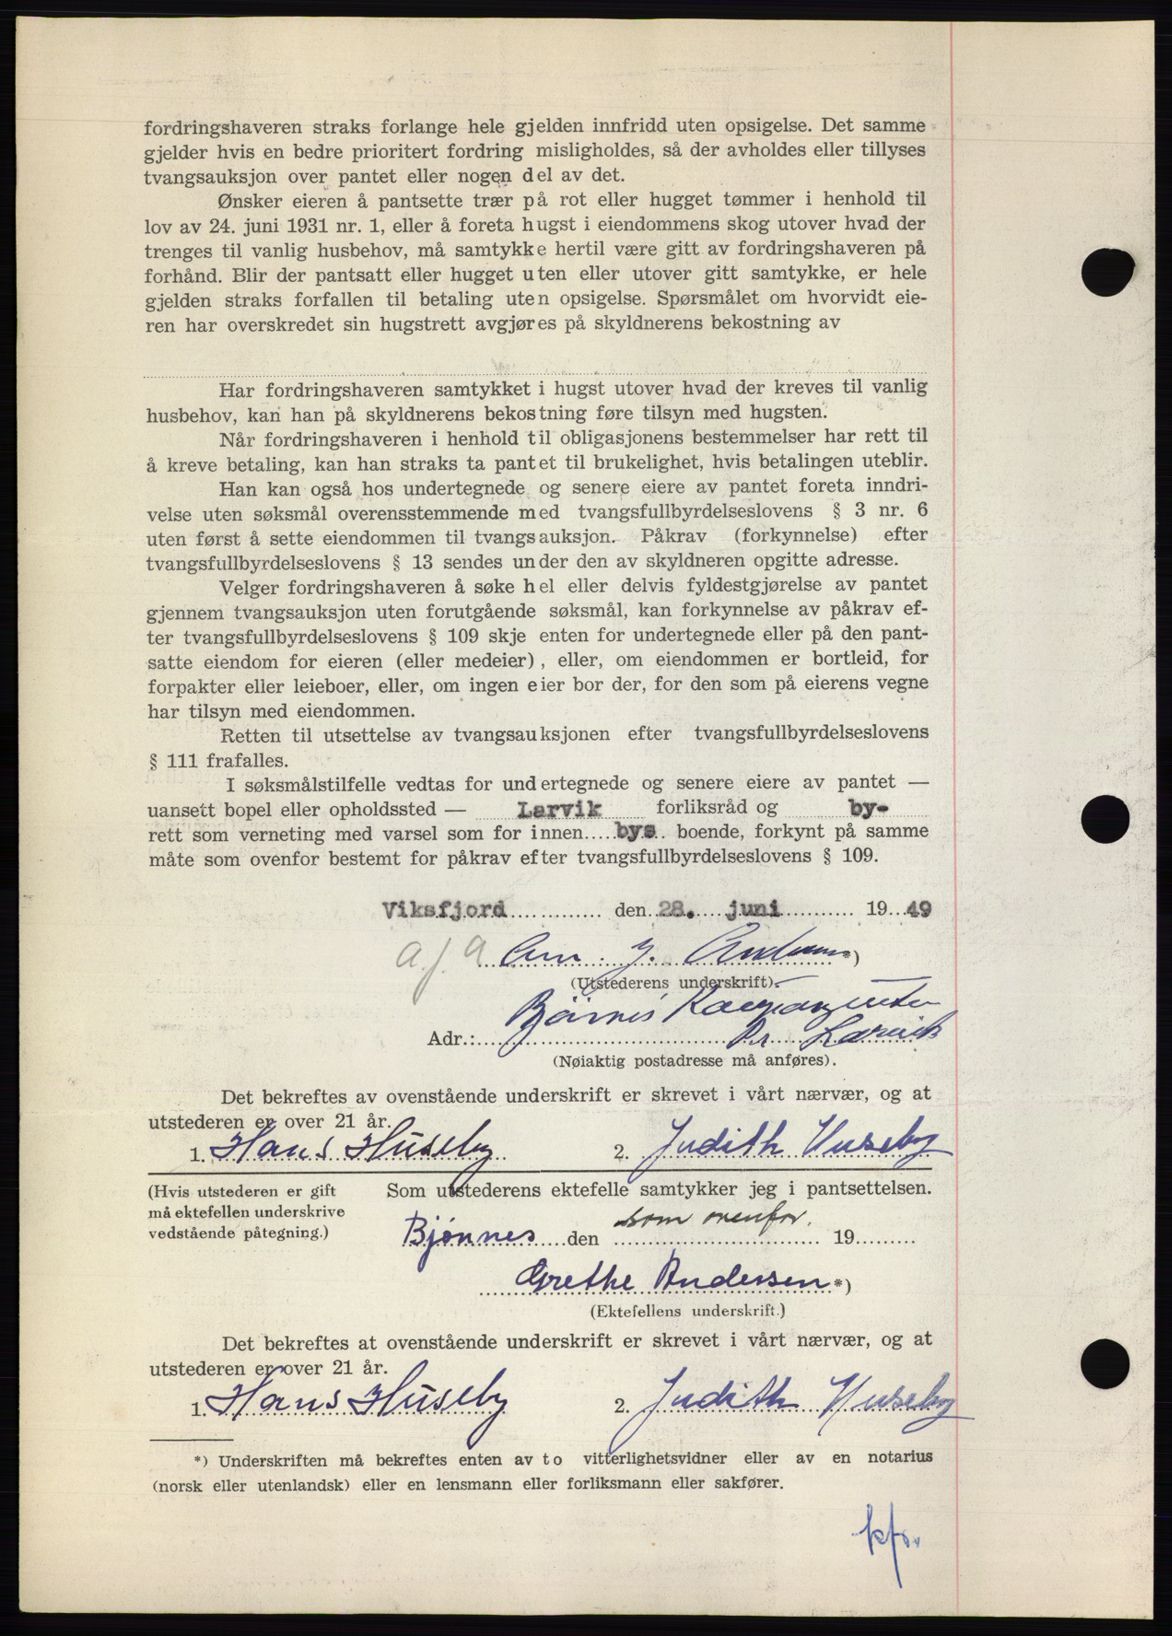 fordringshaveren straks forlange hele gjelden innfridd uten opsigelse. Det samme
gjelder hvis en bedre prioritert fordring misligholdes, så der avholdes eller tillyses
tvangsauksjon over pantet eller nogen del av det.
Ønsker eieren å pantsette trær på rot eller hugget tømmer i henhold til
lov av 24. juni 1931 nr. 1, eller å foreta hugst i eiendommens skog utover hvad der
trenges til vanlig husbehov, må samtykke hertil være gitt av fordringshaveren på
forhånd. Blir der pantsatt eller hugget uten eller utover gitt samtykke, er hele
gjelden straks forfallen til betaling uten opsigelse. Spørsmålet om hvorvidt eie-
ren har overskredet sin hugstrett avgjøres på skyldnerens bekostning av
Har fordringshaveren samtykket i hugst utover hvad der kreves til vanlig
husbehov, kan han på skyldnerens bekostning føre tilsyn med hugsten.
Når fordringshaveren i henhold til obligasjonens bestemmelser har rett til
å kreve betaling, kan han straks ta pantet til brukelighet, hvis betalingen uteblir.
Han kan også hos undertegnede og senere eiere av pantet foreta inndri-
velse uten søksmål overensstemmende med tvangsfullbyrdelseslovens § 3 nr. 6
uten først å sette eiendommen til tvangsauksjon. Påkrav (forkynnelse) efter
tvangsfullbyrdelseslovens § 13 sendes under den av skyldneren opgitte adresse.
Velger fordringshaveren å søke hel eller delvis fyldestgjørelse av pantet
gjennem tvangsauksjon uten forutgående søksmål, kan forkynnelse av påkrav ef-
ter tvangsfullbyrdelseslovens § 109 skje enten for undertegnede eller på den pant-
satte eiendom for eieren (eller medeier), eller, om eiendommen er bortleid, for
forpakter eller leieboer, eller, om ingen eier bor der, for den som på eierens vegne
har tilsyn med eiendommen.
Retten til utsettelse av tvangsauksjonen efter tvangsfullbyrdelseslovens
§ 111 frafalles.
I søksmålstilfelle vedtas for undertegnede og senere eiere av pantet —
uansett bopel eller opholdssted — Larvik forliksråd og by-
rett som verneting med varsel som for innen bys boende, forkynt på samme
måte som ovenfor bestemt for påkrav efter tvangsfullbyrdelseslovens § 109.
Viksfjord den 28. juni 19 49
Andersen *)
(Utstederens underskrift).
Adr.: Pr Larvik
(Nøiaktig postadresse må anføres).
Det bekreftes av ovenstående underskrift er skrevet i vårt nærvær, og at
utstederen er over 21 år.
1. Hans Huseby 2. Judith Huseby
(Hvis utstederen er gift
må ektefellen underskrive
vedstående påtegning.)
Som utstederens ektefelle samtykker jeg i pantsettelsen.
Bjønnes den som ovenfor. 19
Grethe Andersen *)
(Ektefellens underskrift.)
Det bekreftes at ovenstående underskrift er skrevet i vårt nærvær, og at
utstederen er over 21 år.
1. Hans Huseby 2. Judith Huseby
*) Underskriften må bekreftes enten av to vitterlighetsvidner eller av en notarius
(norsk eller utenlandsk) eller en lensmann eller forliksmann eller sakfører.